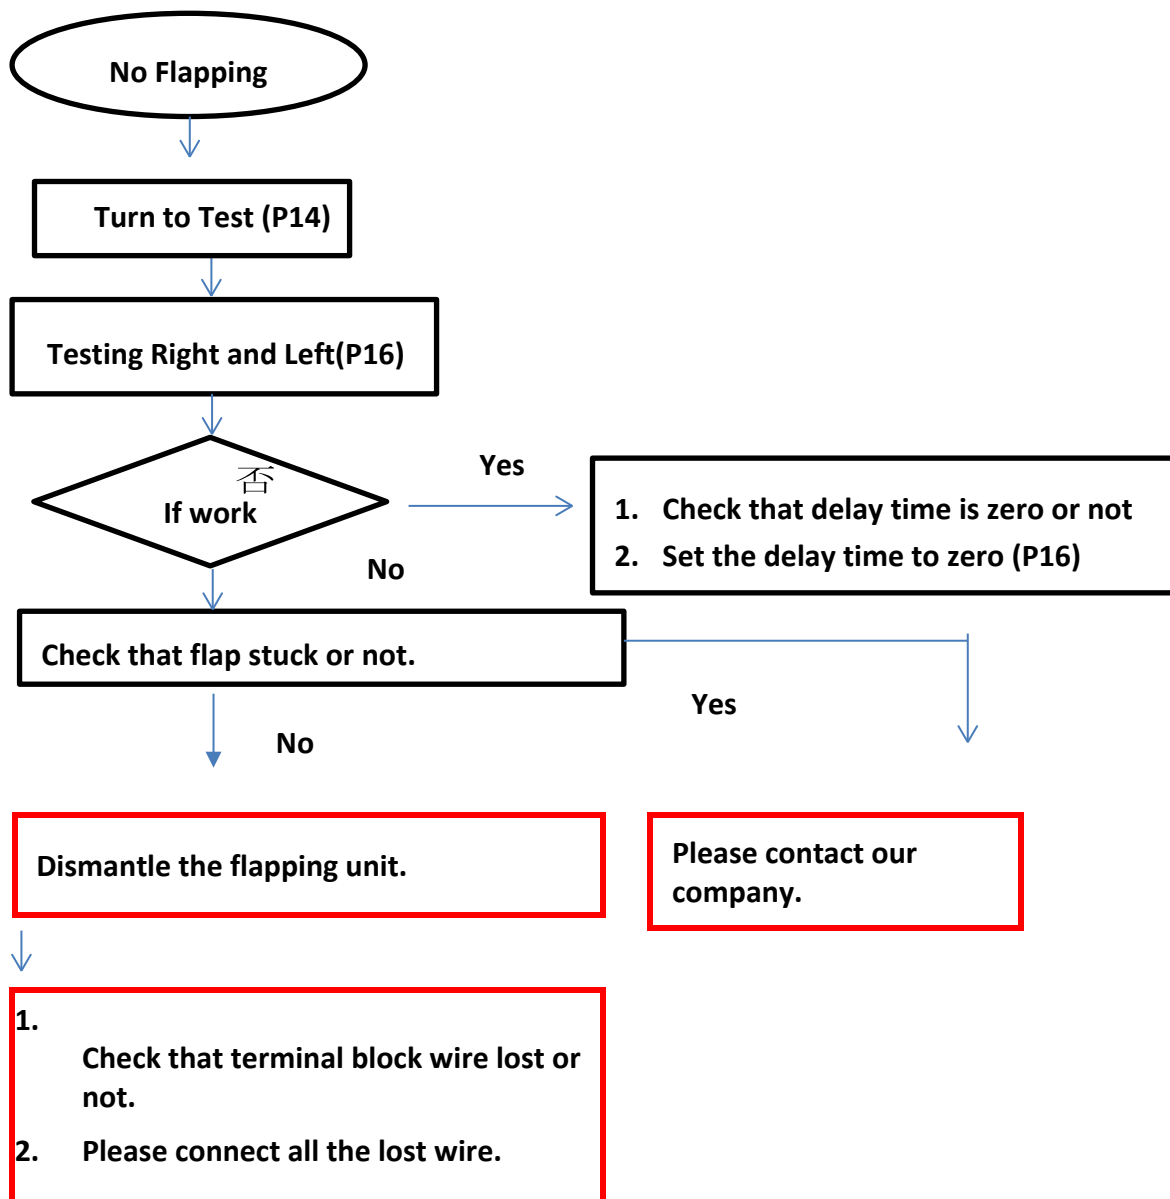 No Flapping
Turn to Test (P14)
Testing Right and Left(P16)
否
If work
Yes
1. Check that delay time is zero or not
2. Set the delay time to zero (P16)
No
Check that flap stuck or not.
Yes
No
Dismantle the flapping unit.
Please contact our
company.
1.
Check that terminal block wire lost or
not.
2. Please connect all the lost wire.